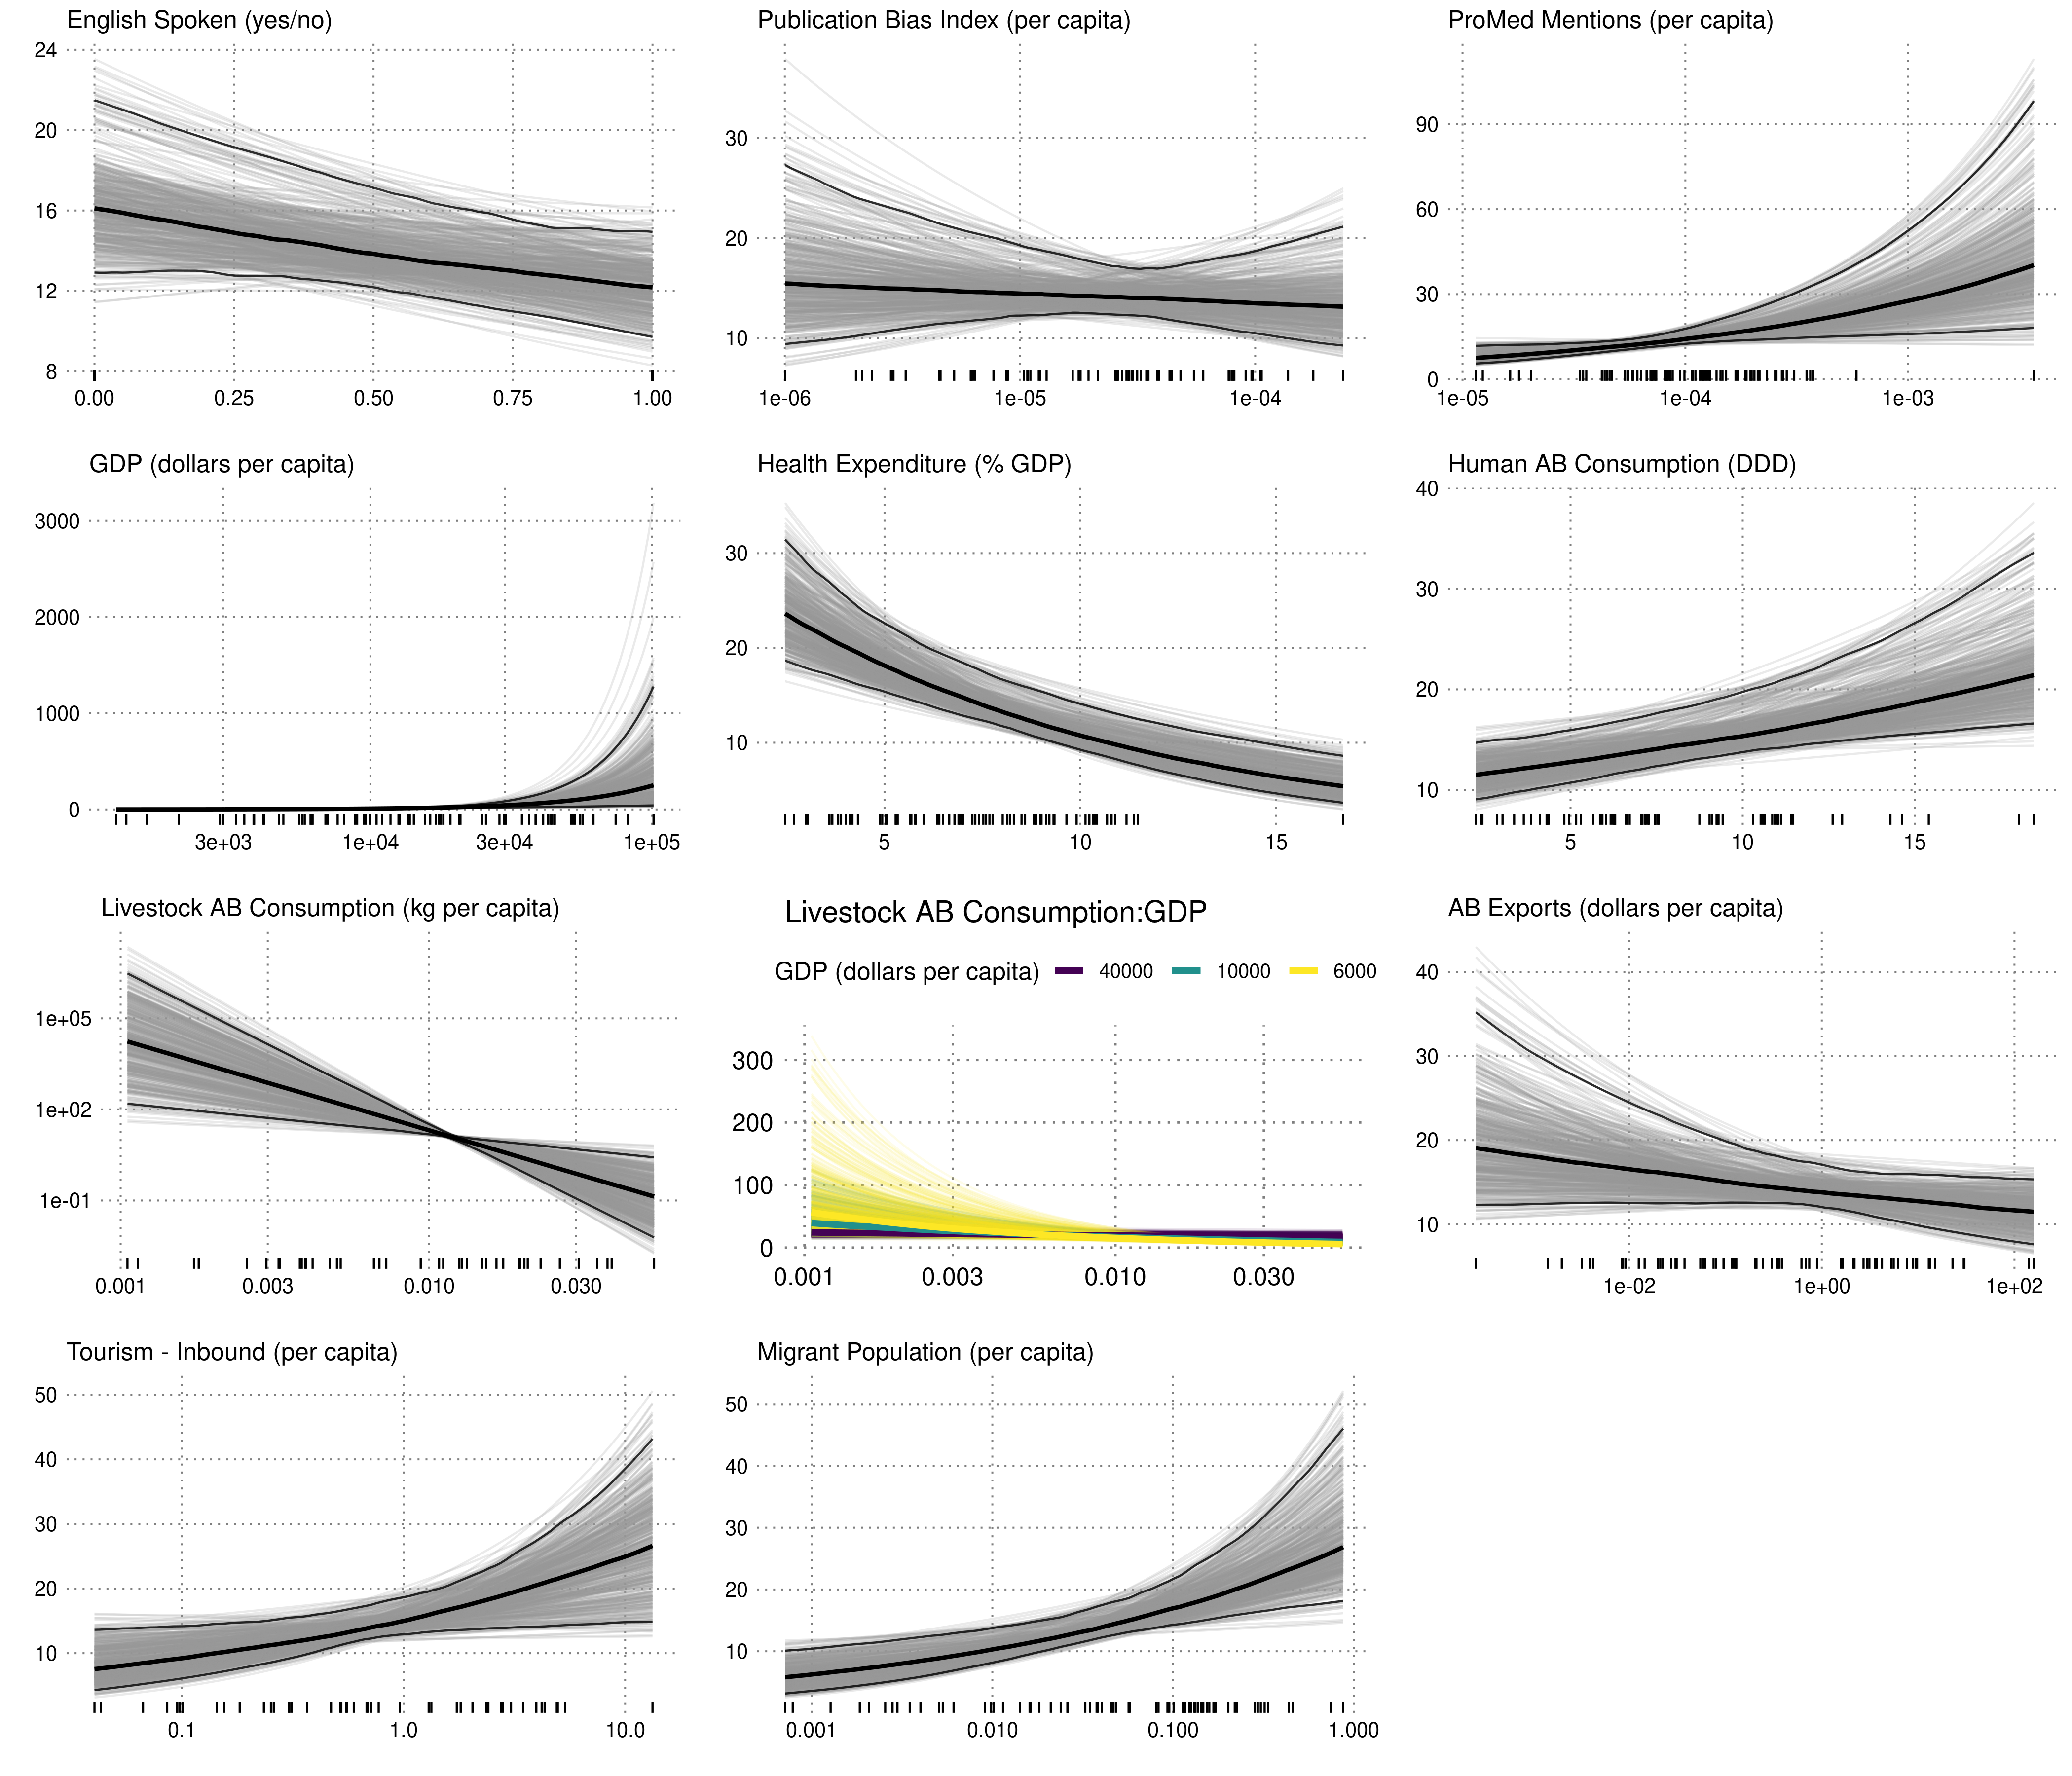 English Spoken (yes/no)
24
20
16
12
8
0.00 0.25 0.50 0.75 1.00
Publication Bias Index (per capita)
30
20
10
1e-06 1e-05 1e-04
ProMed Mentions (per capita)
90
60
30
0
1e-05 1e-04 1e-03
GDP (dollars per capita)
3000
2000
1000
0
3e+03 1e+04 3e+04 1e+05
Health Expenditure (% GDP)
30
20
10
5 10 15
Human AB Consumption (DDD)
40
30
20
10
5 10 15
Livestock AB Consumption (kg per capita)
1e+05
1e+02
1e-01
0.001 0.003 0.010 0.030
Livestock AB Consumption:GDP
GDP (dollars per capita) 40000 10000 6000
300
200
100
0
0.001 0.003 0.010 0.030
AB Exports (dollars per capita)
40
30
20
10
1e-02 1e+00 1e+02
Tourism - Inbound (per capita)
50
40
30
20
10
0.1 1.0 10.0
Migrant Population (per capita)
50
40
30
20
10
0.001 0.010 0.100 1.000